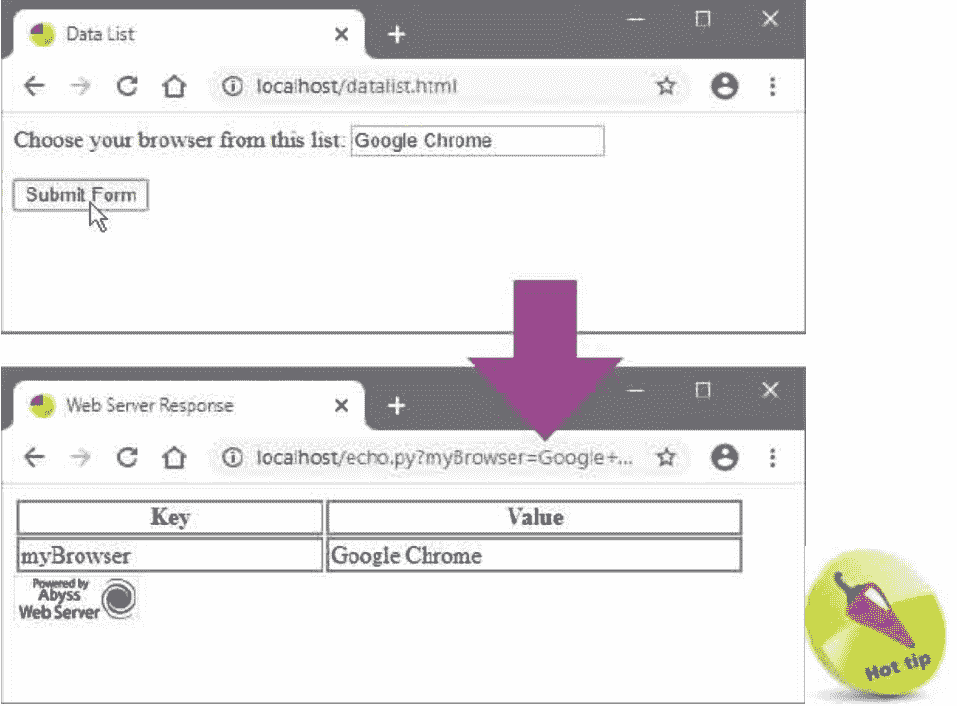 Data List
localhost/datalist.html
Choose your browser from this list: Google Chrome
Submit Form
Web Server Response
localhost/echo.py?myBrowser=Google+...
Key Value
myBrowser Google Chrome
Powered by
Abyss
Web Server
Hot tip